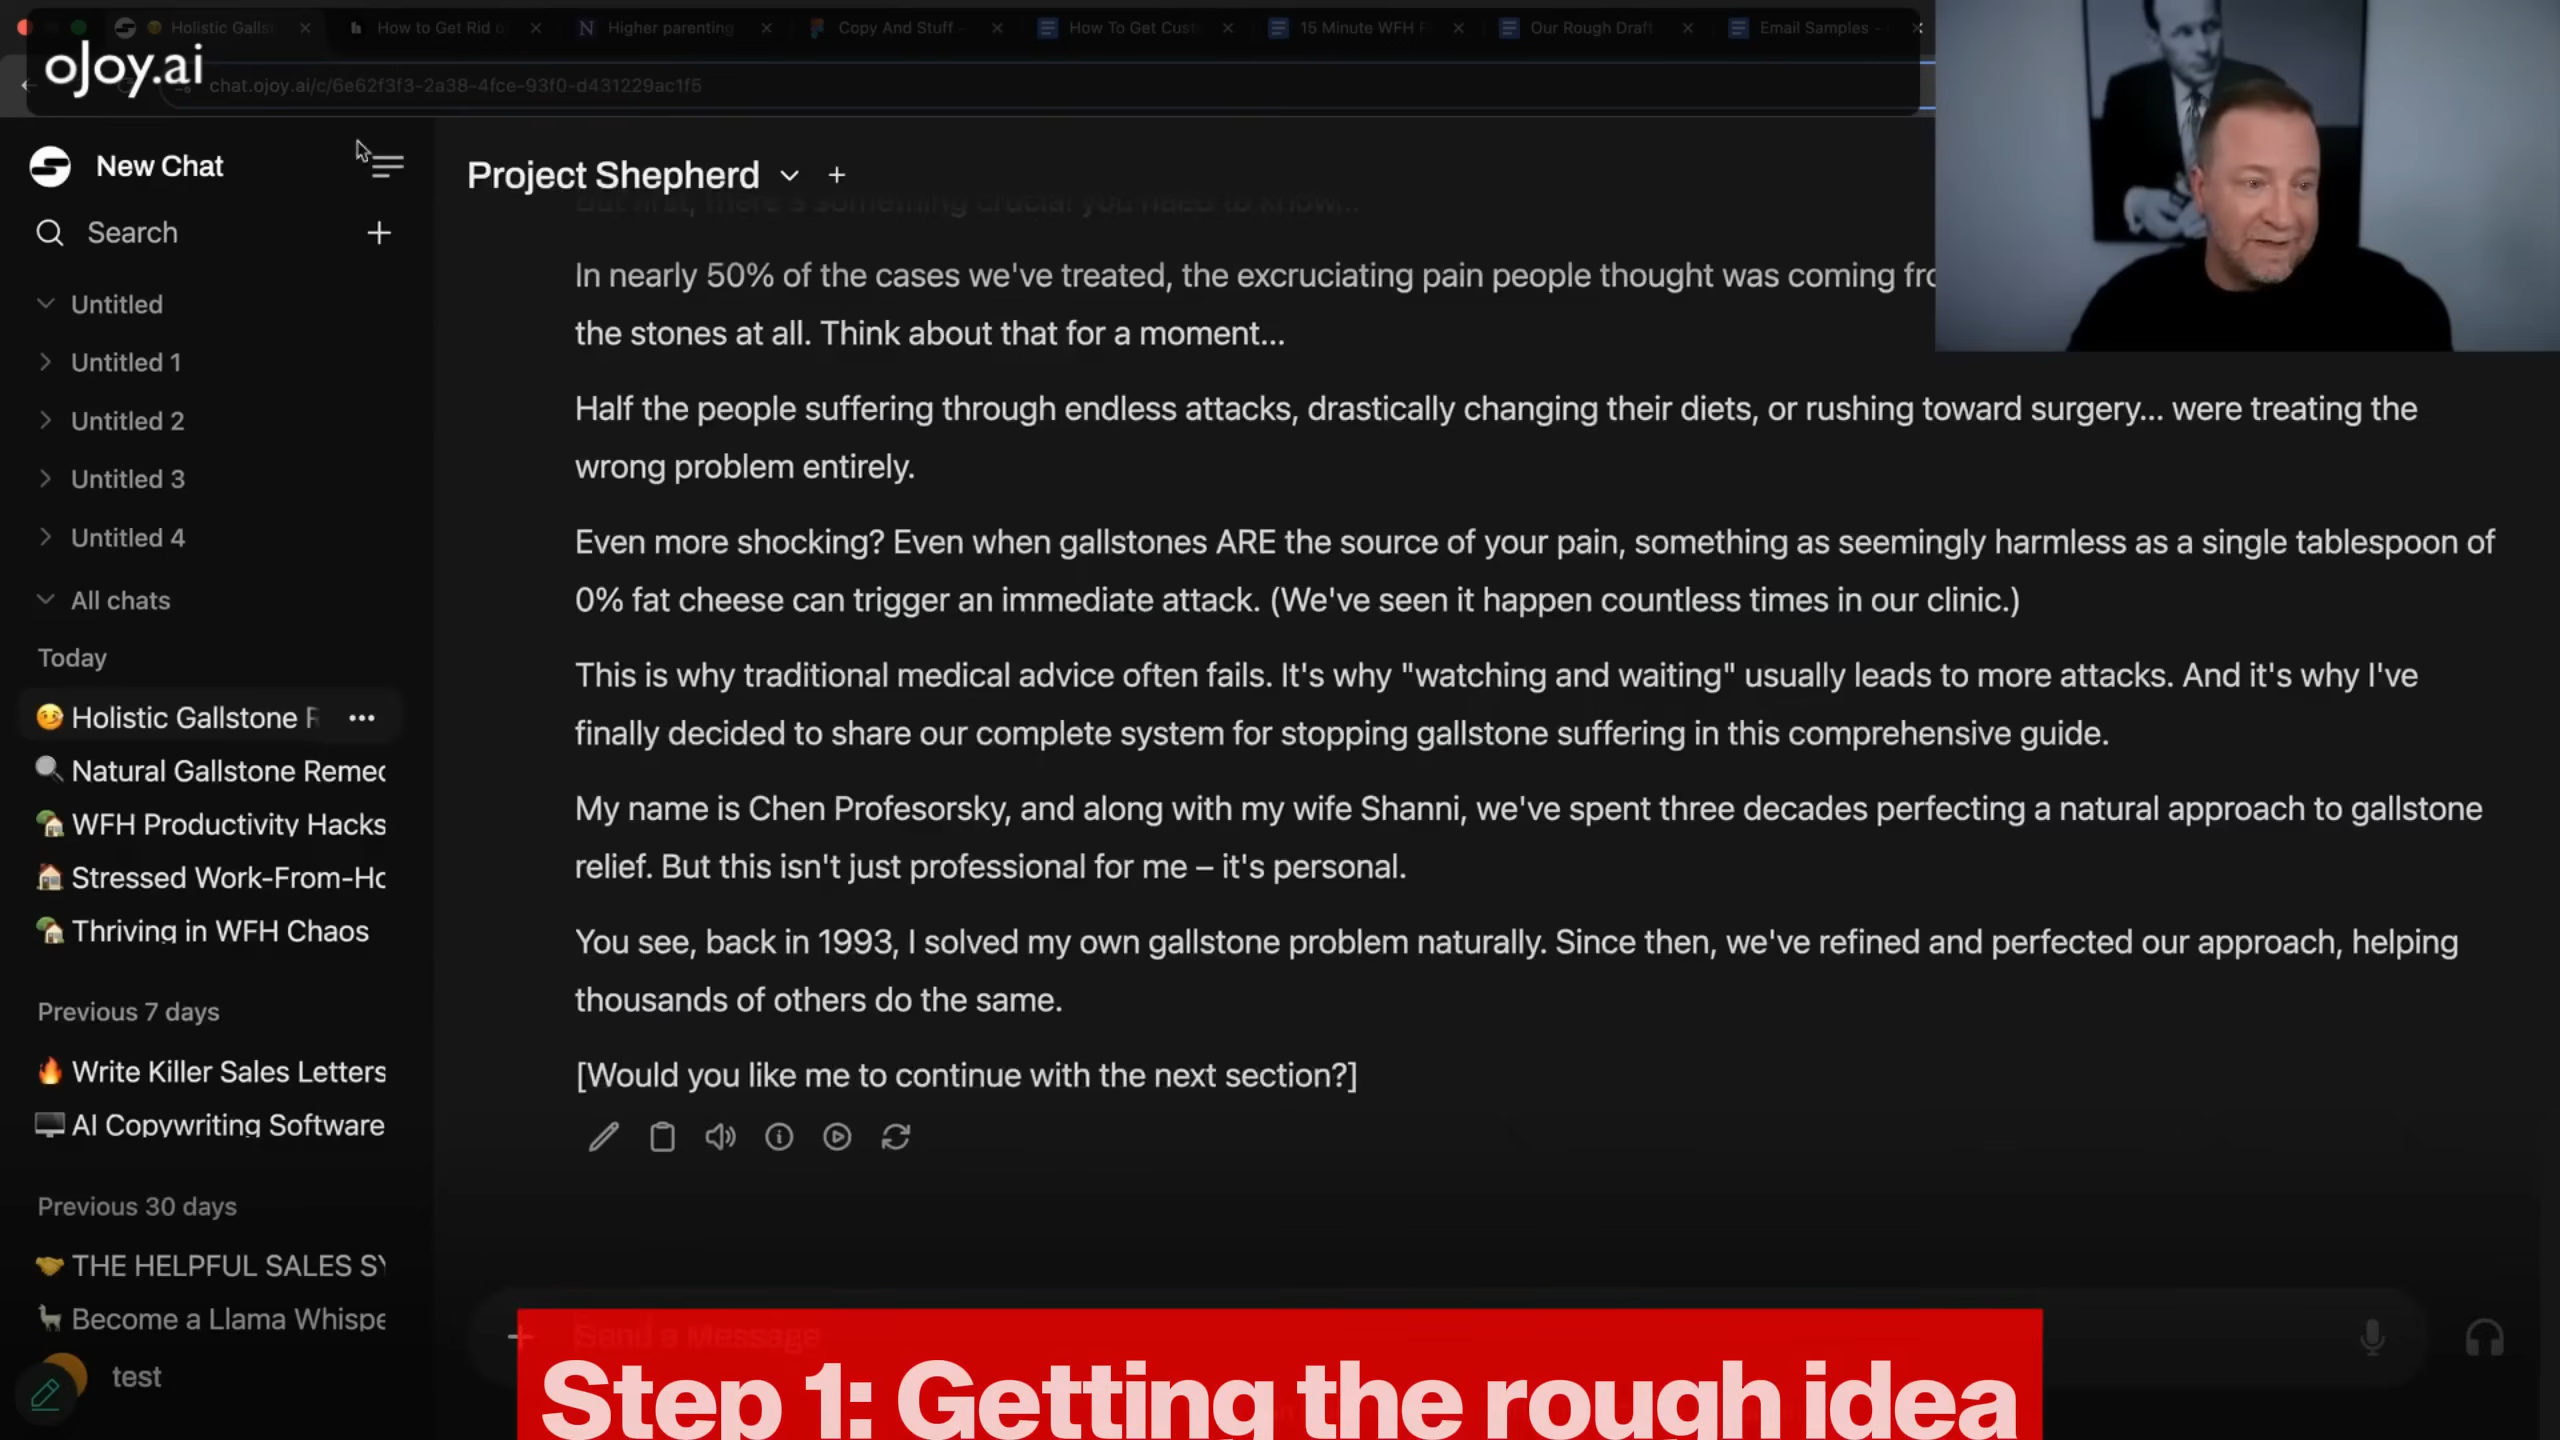 Holistic Galls
How to Get Rid o
Higher parenting
Copy And Stuff -
How To Get Cust
15 Minute WFH F
Our Rough Draft
Email Samples -
ojoy.ai
chat.ojoy.ai/c/6e62f3f3-2a38-4fce-93f0-d431229ac1f5
New Chat
Search
Untitled
Untitled 1
Untitled 2
Untitled 3
Untitled 4
All chats
Today
Holistic Gallstone R
Natural Gallstone Remed
WFH Productivity Hacks
Stressed Work-From-Ho
Thriving in WFH Chaos
Previous 7 days
Write Killer Sales Letters
AI Copywriting Software
Previous 30 days
THE HELPFUL SALES SY
Become a Llama Whispe
test
Project Shepherd
But first, there's something crucial you need to know...
In nearly 50% of the cases we've treated, the excruciating pain people thought was coming fro
the stones at all. Think about that for a moment...
Half the people suffering through endless attacks, drastically changing their diets, or rushing toward surgery... were treating the
wrong problem entirely.
Even more shocking? Even when gallstones ARE the source of your pain, something as seemingly harmless as a single tablespoon of
0% fat cheese can trigger an immediate attack. (We've seen it happen countless times in our clinic.)
This is why traditional medical advice often fails. It's why "watching and waiting" usually leads to more attacks. And it's why I've
finally decided to share our complete system for stopping gallstone suffering in this comprehensive guide.
My name is Chen Profesorsky, and along with my wife Shanni, we've spent three decades perfecting a natural approach to gallstone
relief. But this isn't just professional for me – it's personal.
You see, back in 1993, I solved my own gallstone problem naturally. Since then, we've refined and perfected our approach, helping
thousands of others do the same.
[Would you like me to continue with the next section?]
Send a Message
Step 1: Getting the rough idea